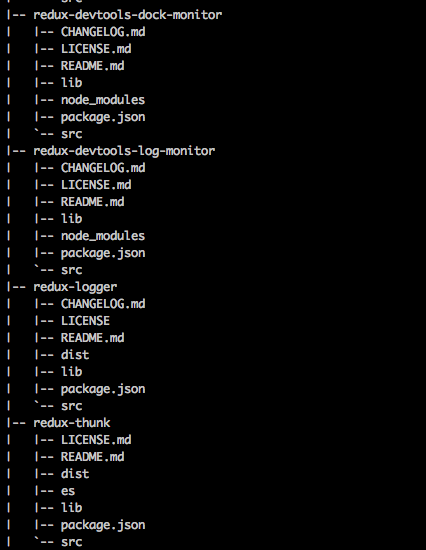 |   `-- src
|-- redux-devtools-dock-monitor
|   |-- CHANGELOG.md
|   |-- LICENSE.md
|   |-- README.md
|   |-- lib
|   |-- node_modules
|   |-- package.json
|   `-- src
|-- redux-devtools-log-monitor
|   |-- CHANGELOG.md
|   |-- LICENSE.md
|   |-- README.md
|   |-- lib
|   |-- node_modules
|   |-- package.json
|   `-- src
|-- redux-logger
|   |-- CHANGELOG.md
|   |-- LICENSE
|   |-- README.md
|   |-- dist
|   |-- lib
|   |-- package.json
|   `-- src
|-- redux-thunk
|   |-- LICENSE.md
|   |-- README.md
|   |-- dist
|   |-- es
|   |-- lib
|   |-- package.json
|   `-- src